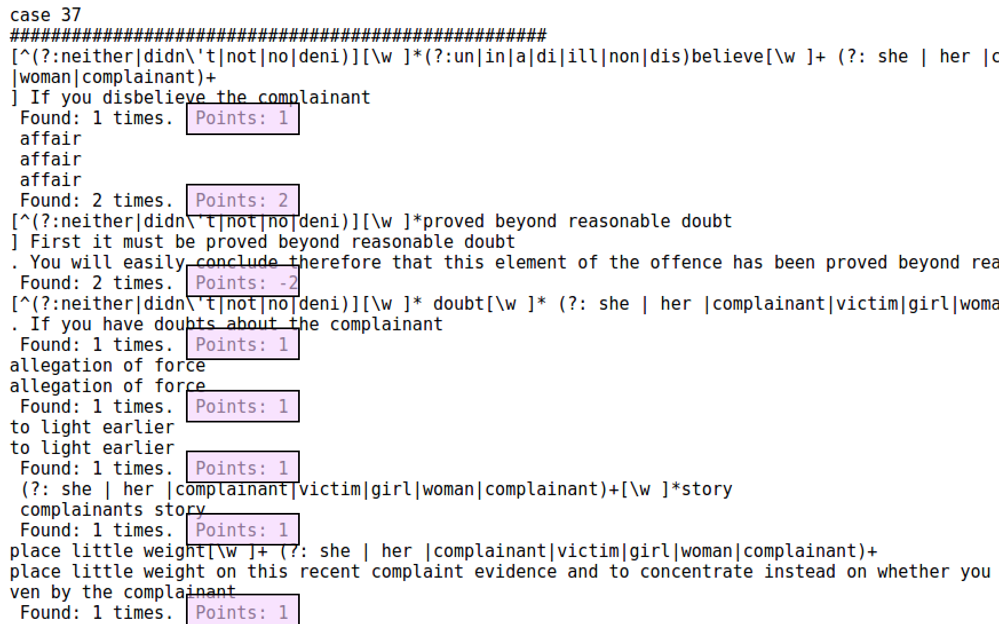 case 37
####################################################
[^(?:neither|didn\'t|not|no|deni)][\w ]*(?:un|in|a|di|ill|non|dis)believe[\w ]+ (?: she | her |c
|woman|complainant)+
] If you disbelieve the complainant
Found: 1 times. Points: 1
affair
affair
affair
Found: 2 times. Points: 2
[^(?:neither|didn\'t|not|no|deni)][\w ]*proved beyond reasonable doubt
] First it must be proved beyond reasonable doubt
. You will easily conclude therefore that this element of the offence has been proved beyond rea
Found: 2 times. Points: -2
[^(?:neither|didn\'t|not|no|deni)][\w ]* doubt[\w ]* (?: she | her |complainant|victim|girl|woma
. If you have doubts about the complainant
Found: 1 times. Points: 1
allegation of force
allegation of force
Found: 1 times. Points: 1
to light earlier
to light earlier
Found: 1 times. Points: 1
(?: she | her |complainant|victim|girl|woman|complainant)+[\w ]*story
complainants story
Found: 1 times. Points: 1
place little weight[\w ]+ (?: she | her |complainant|victim|girl|woman|complainant)+
place little weight on this recent complaint evidence and to concentrate instead on whether you
ven by the complainant
Found: 1 times. Points: 1